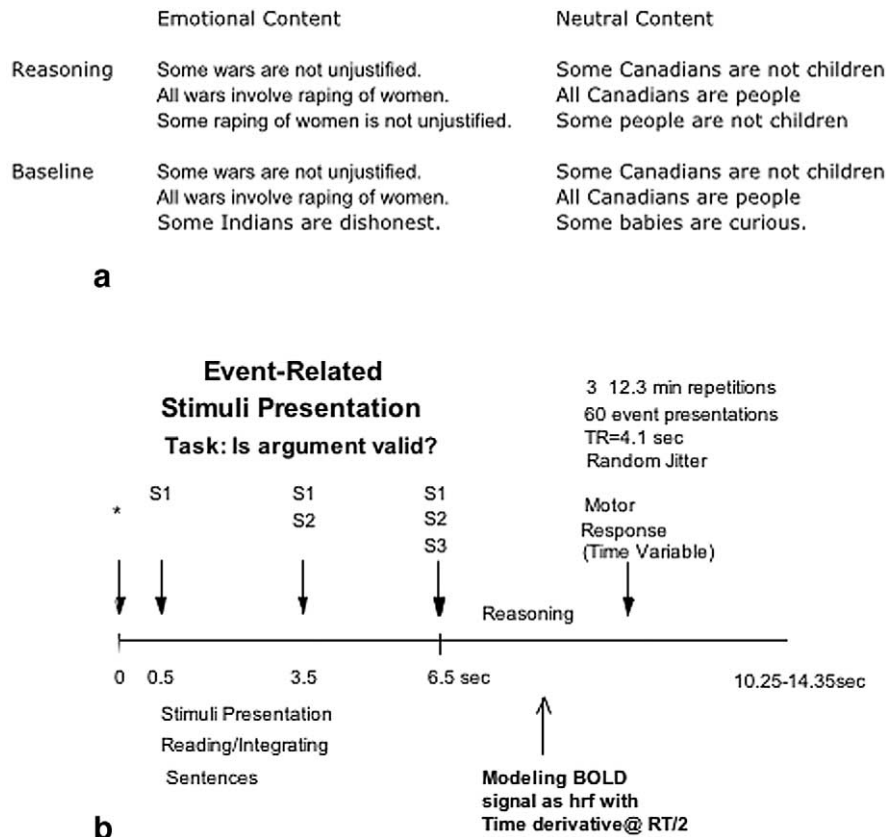 Emotional Content Neutral Content
Reasoning Some wars are not unjustified. Some Canadians are not children
All wars involve raping of women. All Canadians are people
Some raping of women is not unjustified. Some people are not children
Baseline Some wars are not unjustified. Some Canadians are not children
All wars involve raping of women. All Canadians are people
Some Indians are dishonest. Some babies are curious.
a
Event-Related
Stimuli Presentation
Task: Is argument valid?
3 12.3 min repetitions
60 event presentations
TR=4.1 sec
Random Jitter
* S1 S1 S1
S2 S2
S3
Motor
Response
(Time Variable)
Reasoning
0 0.5 3.5 6.5 sec 10.25-14.35sec
Stimuli Presentation
Reading/Integrating
Sentences
Modeling BOLD
signal as hrf with
Time derivative@ RT/2
b